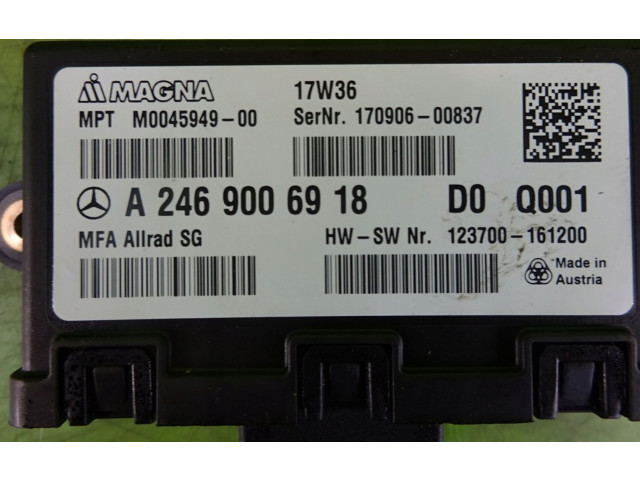 MAGNA 17W36
MPT M0045949-00 SerNr. 170906-00837
A 246 900 69 18 D0 Q001
MFA Allrad SG HW-SW Nr. 123700-161200
Made in
Austria